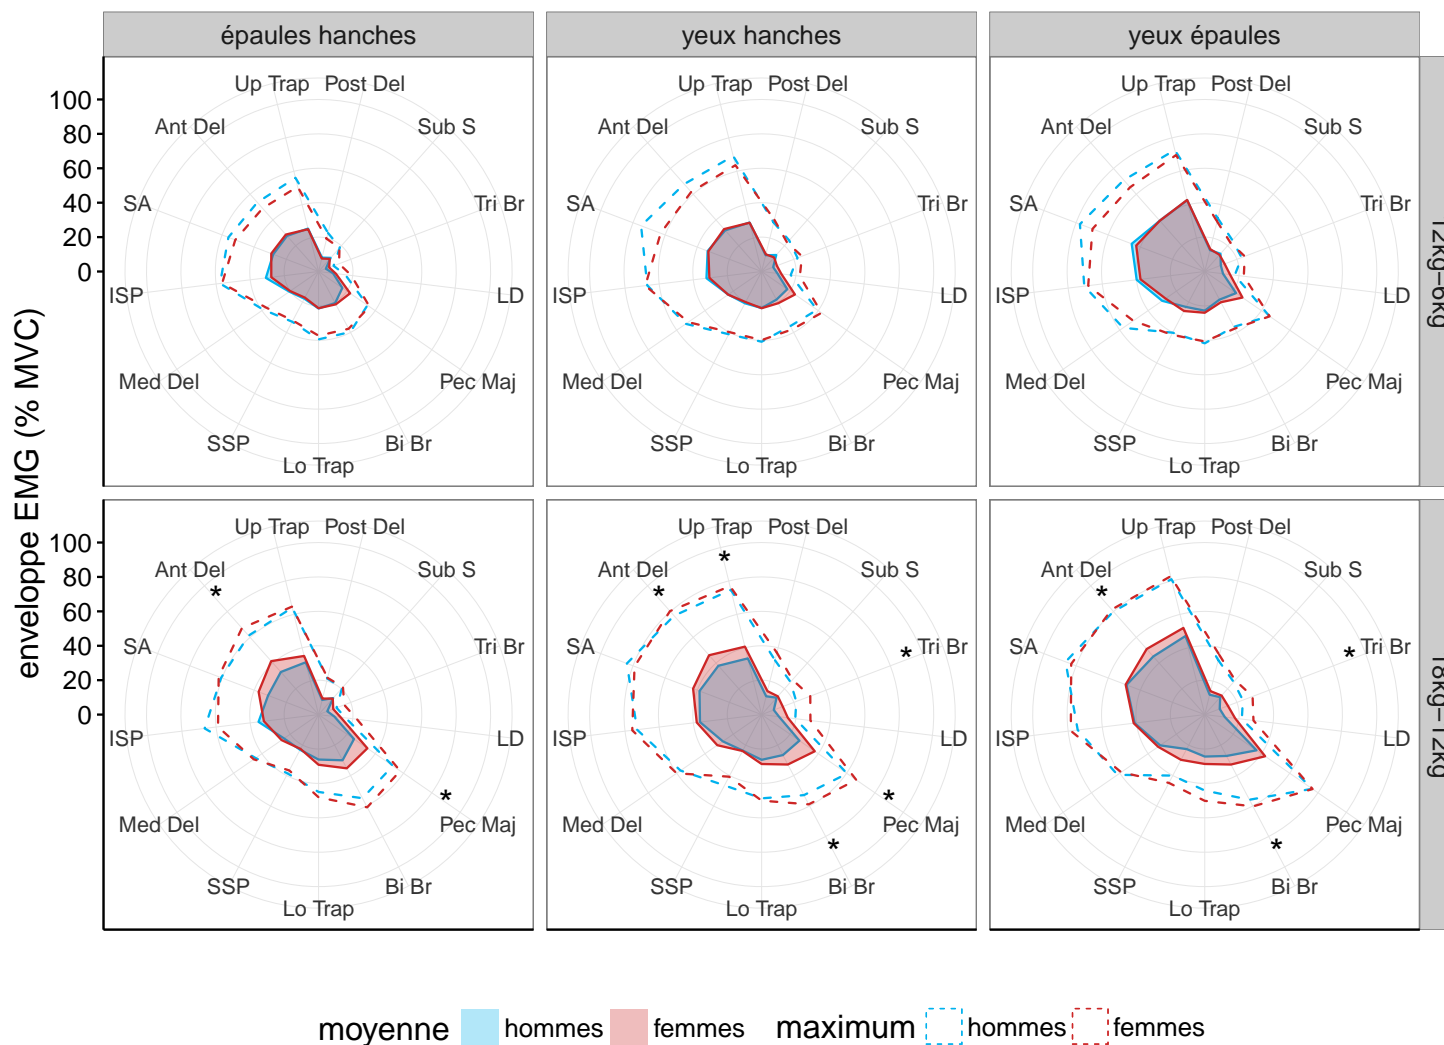 épaules hanches
yeux hanches
yeux épaules
enveloppe EMG (% MVC)
100
80
60
40
20
0
Up Trap
Post Del
Ant Del
Sub S
SA
Tri Br
ISP
LD
Med Del
Pec Maj
SSP
Bi Br
Lo Trap
Up Trap
Post Del
Ant Del
Sub S
SA
Tri Br
ISP
LD
Med Del
Pec Maj
SSP
Bi Br
Lo Trap
Up Trap
Post Del
Ant Del
Sub S
SA
Tri Br
ISP
LD
Med Del
Pec Maj
SSP
Bi Br
Lo Trap
12kg-6kg
100
80
60
40
20
0
Up Trap
Post Del
Ant Del
*
Sub S
SA
Tri Br
ISP
LD
Med Del
*
Pec Maj
SSP
Bi Br
Lo Trap
Up Trap
*
Post Del
Ant Del
*
Sub S
SA
Tri Br
*
ISP
LD
Med Del
*
Pec Maj
*
SSP
Bi Br
Lo Trap
Up Trap
Post Del
Ant Del
*
Sub S
SA
Tri Br
*
ISP
LD
Med Del
Pec Maj
*
SSP
Bi Br
Lo Trap
18kg-12kg
moyenne hommes femmes maximum hommes femmes